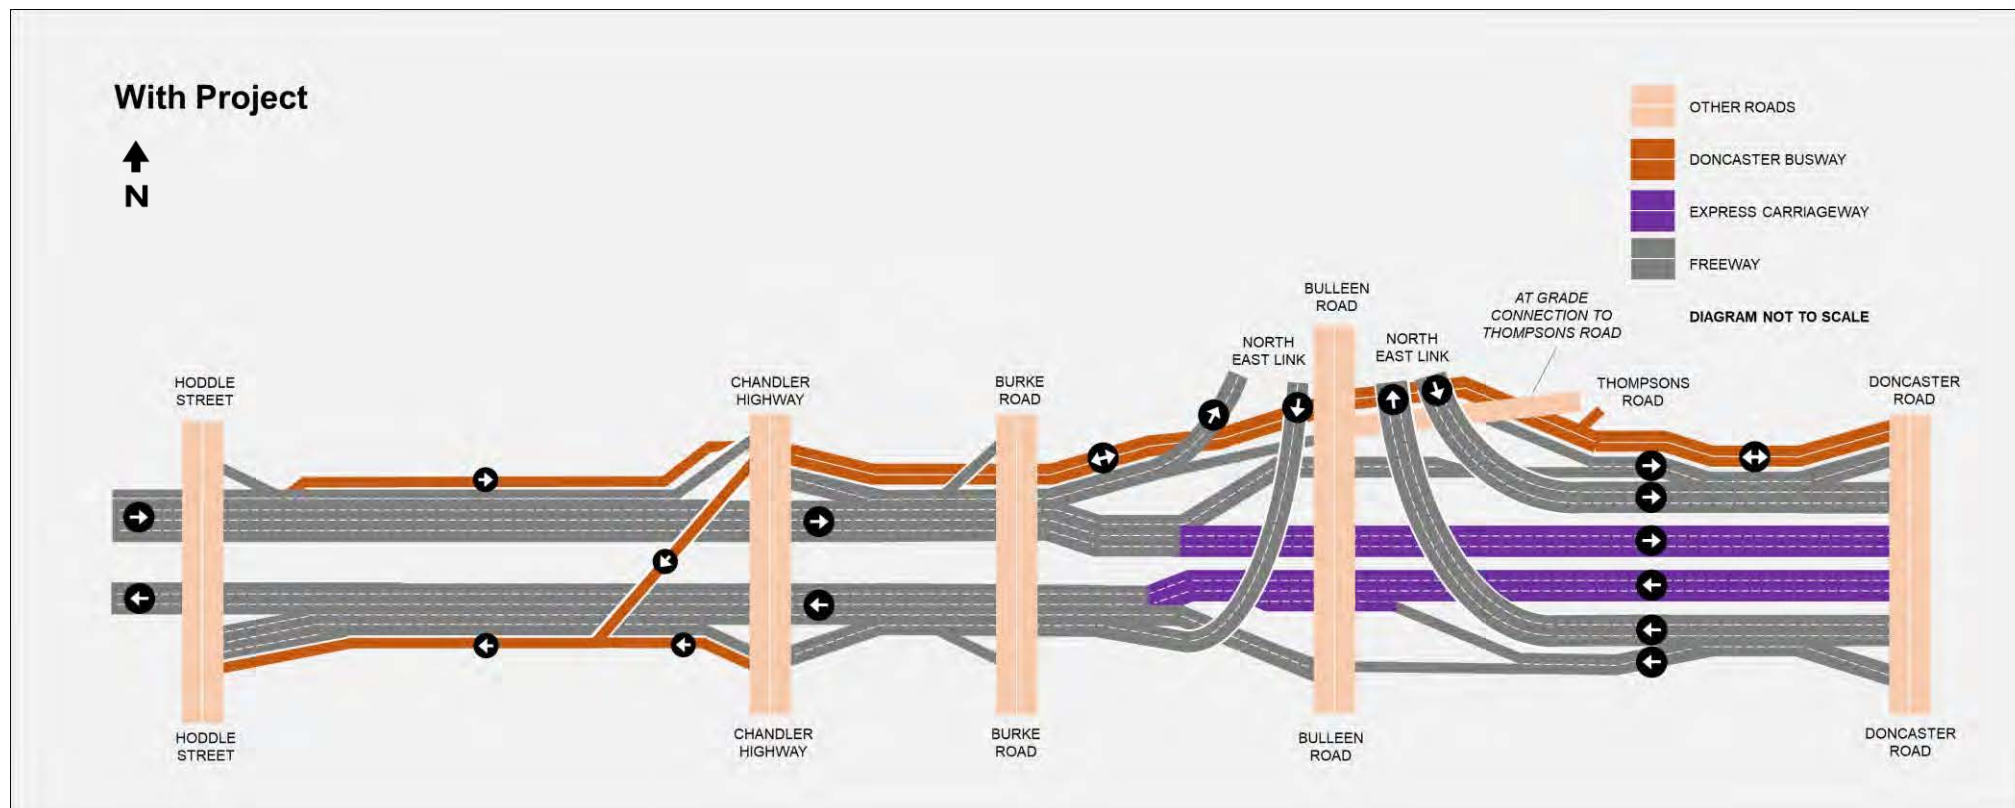 With Project
N
OTHER ROADS
DONCASTER BUSWAY
EXPRESS CARRIAGEWAY
FREEWAY
DIAGRAM NOT TO SCALE
BULLEEN
ROAD
AT GRADE
CONNECTION TO
THOMPSONS ROAD
NORTH
EAST LINK
NORTH
EAST LINK
HODDLE
STREET
CHANDLER
HIGHWAY
BURKE
ROAD
THOMPSONS
ROAD
DONCASTER
ROAD
HODDLE
STREET
CHANDLER
HIGHWAY
BURKE
ROAD
BULLEEN
ROAD
DONCASTER
ROAD